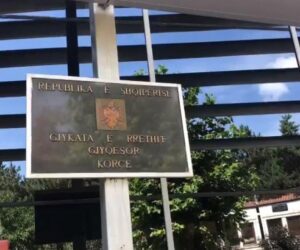 REPUBLIKA E SHQIPERISE
GJYKATA E RRETHIT
GJYQESOR
KORCE